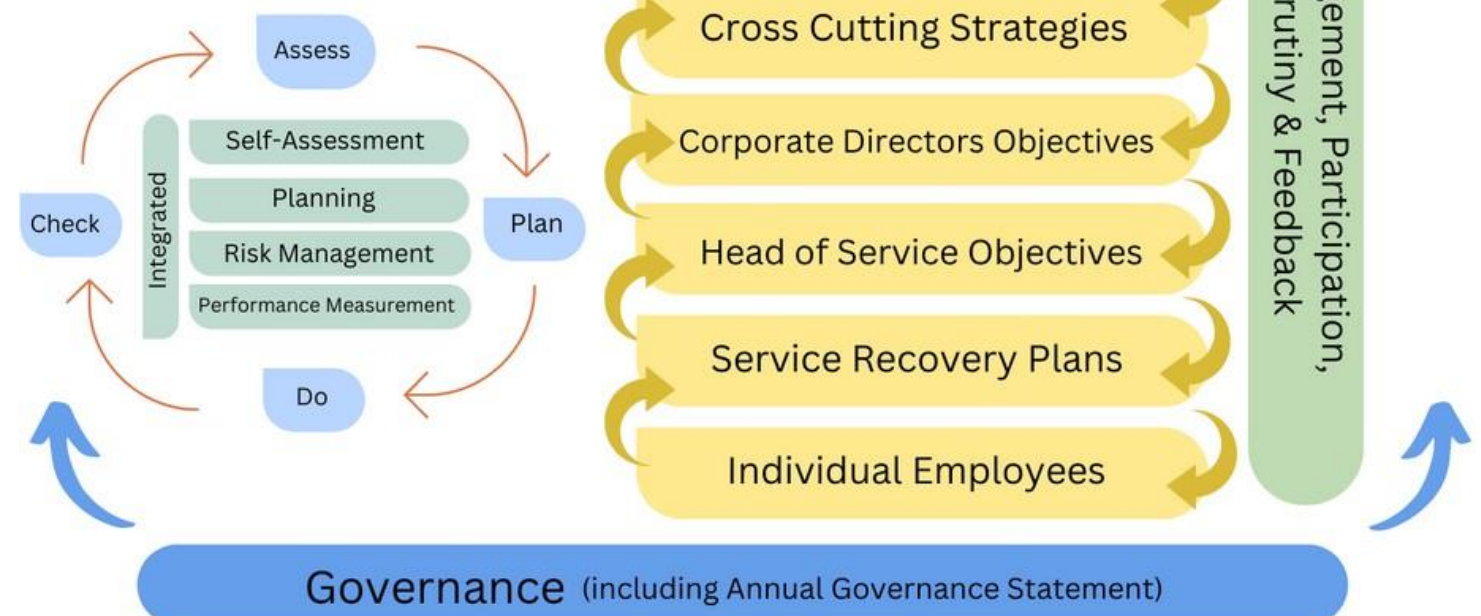 Assess
Check
Plan
Do
Integrated
Self-Assessment
Planning
Risk Management
Performance Measurement
Cross Cutting Strategies
Corporate Directors Objectives
Head of Service Objectives
Service Recovery Plans
Individual Employees
Participation,
& Feedback
Governance (including Annual Governance Statement)